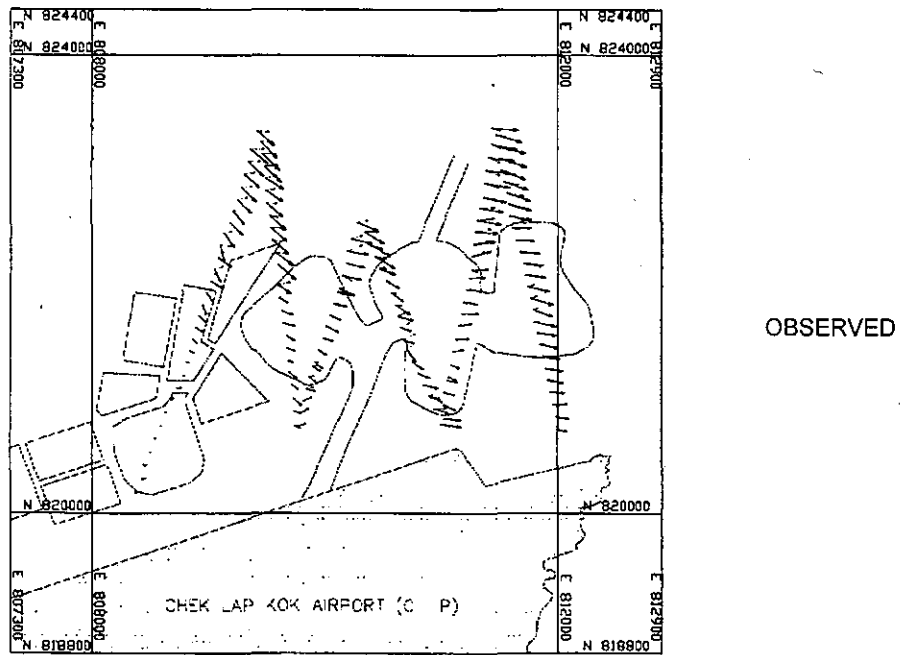 N 824400
N 824400
N 824000
N 824000
E 807300
E 808000
E 812000
E 812900
OBSERVED
N 820000
N 820000
E 807300
E 808000
E 812000
E 812900
CHEK LAP KOK AIRPORT (C P)
N 818800
N 818800